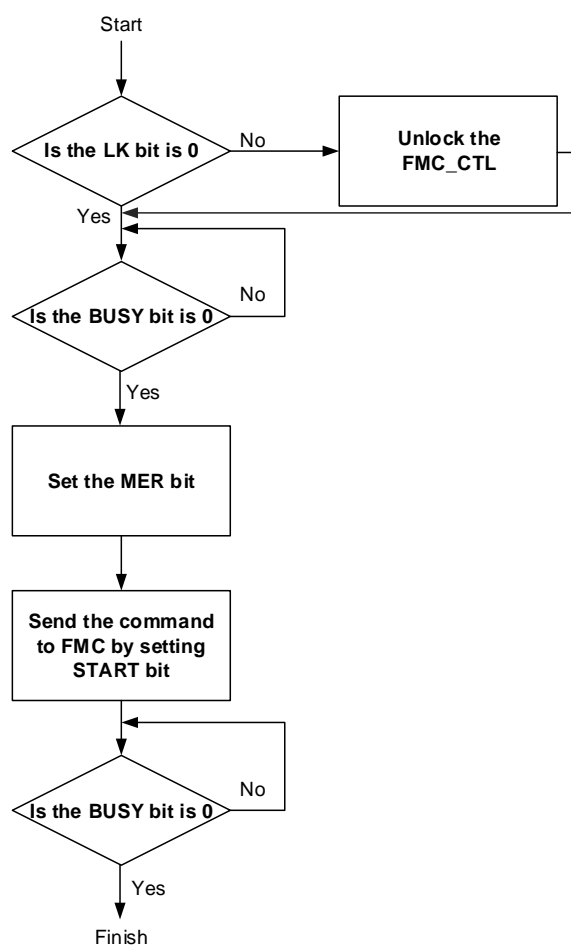 Start
Is the LK bit is 0
No
Unlock the
FMC_CTL
Yes
Is the BUSY bit is 0
No
Yes
Set the MER bit
Send the command
to FMC by setting
START bit
Is the BUSY bit is 0
No
Yes
Finish